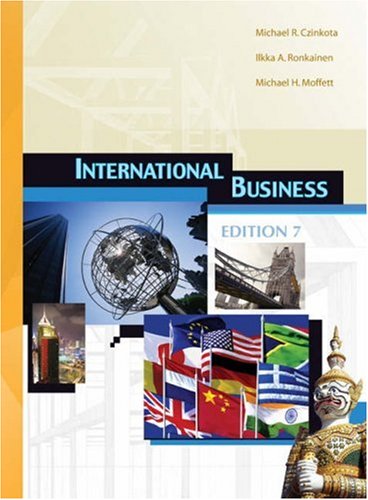 Michael R. Czinkota
Ilkka A. Ronkainen
Michael H. Moffett
INTERNATIONAL
BUSINESS
EDITION 7